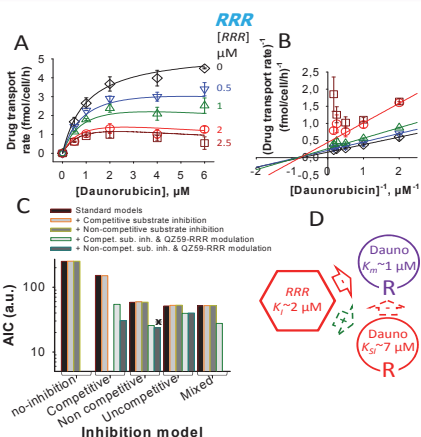 RRR
[RRR]
µM
A
Drug transport
rate (fmol/cell/h)
5
4
3
2
1
0
0
1
2
3
4
5
6
[Daunorubicin], µM
0
0.5
1
2
2.5
B
(Drug transport rate)-1
(fmol/cell/h)-1
2,5
2,0
1,5
1,0
0,5
0,0
-0,5
-2
-1
0
1
2
[Daunorubicin]-1, µM-1
C
Standard models
+ Competitive substrate inhibition
+ Non-competitive substrate inhibition
+ Compet. sub. inh. & QZ59-RRR modulation
+ Non-compet. sub. inh. & QZ59-RRR modulation
AIC (a.u.)
100
10
x
no-inhibition
Competitive
Non competitive
Uncompetitive
Mixed
Inhibition model
D
RRR
Ki~2 µM
Dauno
Km~1 µM
R
Dauno
KSI~7 µM
R